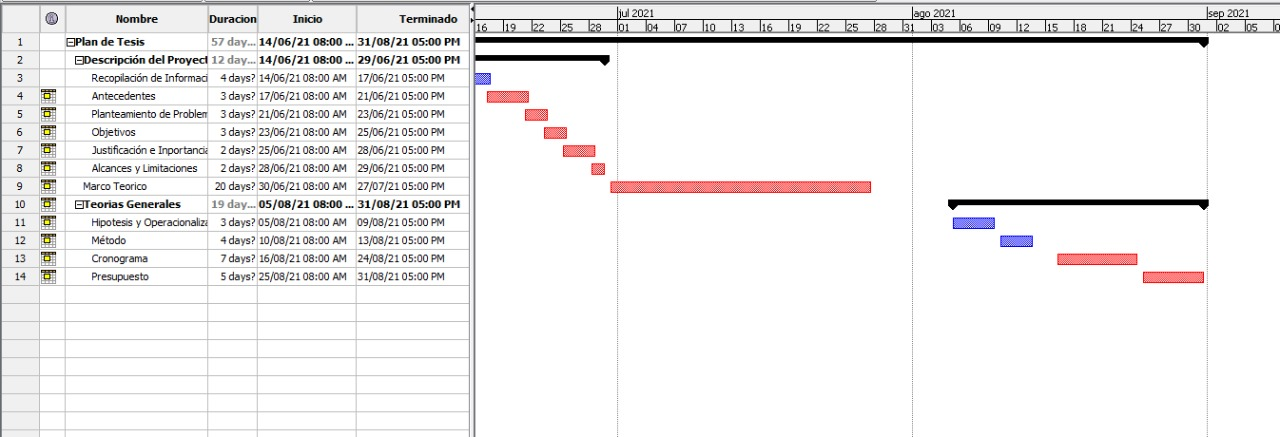 Nombre Duracion Inicio Terminado
jul 2021 ago 2021 sep 2021
16 19 22 25 28 01 04 07 10 13 16 19 22 25 28 31 03 06 09 12 15 18 21 24 27 30 02 05 0
1 Plan de Tesis 57 day... 14/06/21 08:00 ... 31/08/21 05:00 PM
2 Descripción del Proyect 12 day... 14/06/21 08:00 ... 29/06/21 05:00 PM
3 Recopilación de Informaci 4 days? 14/06/21 08:00 AM 17/06/21 05:00 PM
4 Antecedentes 3 days? 17/06/21 08:00 AM 21/06/21 05:00 PM
5 Planteamiento de Problem 3 days? 21/06/21 08:00 AM 23/06/21 05:00 PM
6 Objetivos 3 days? 23/06/21 08:00 AM 25/06/21 05:00 PM
7 Justificación e Inportancia 2 days? 25/06/21 08:00 AM 28/06/21 05:00 PM
8 Alcances y Limitaciones 2 days? 28/06/21 08:00 AM 29/06/21 05:00 PM
9 Marco Teorico 20 days? 30/06/21 08:00 AM 27/07/21 05:00 PM
10 Teorias Generales 19 day... 05/08/21 08:00 ... 31/08/21 05:00 PM
11 Hipotesis y Operacionaliza 3 days? 05/08/21 08:00 AM 09/08/21 05:00 PM
12 Método 4 days? 10/08/21 08:00 AM 13/08/21 05:00 PM
13 Cronograma 7 days? 16/08/21 08:00 AM 24/08/21 05:00 PM
14 Presupuesto 5 days? 25/08/21 08:00 AM 31/08/21 05:00 PM